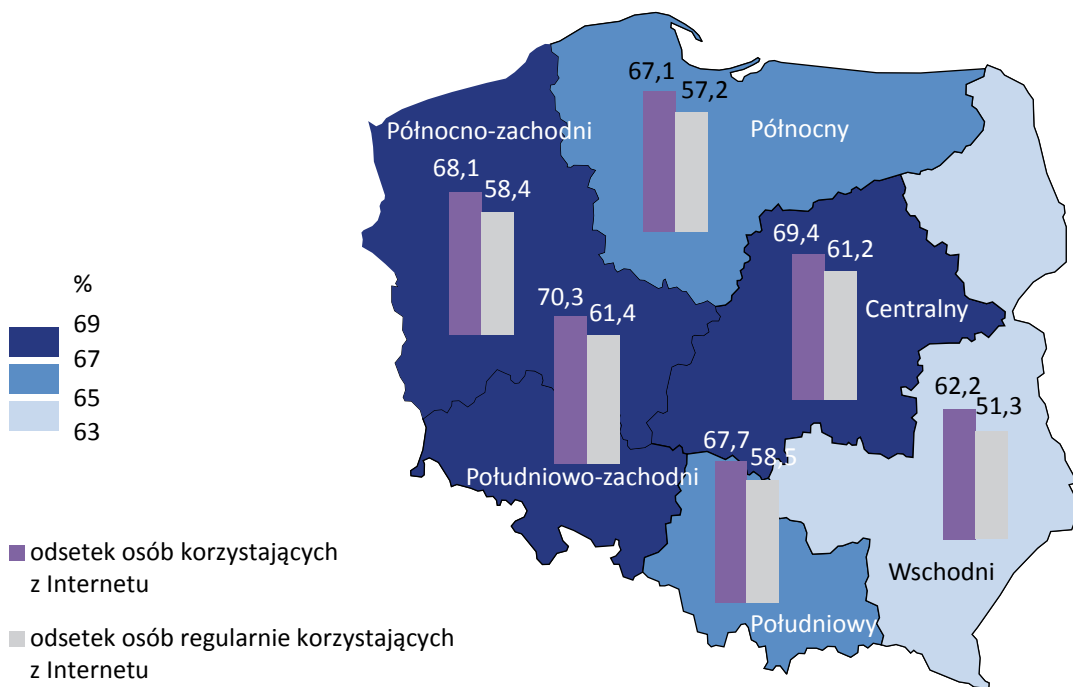 67,1
57,2
Północno-zachodni
Północny
68,1
58,4
69,4
61,2
%
70,3
61,4
Centralny
69
67
65
63
62,2
51,3
67,7
58,5
Południowo-zachodni
odsetek osób korzystających
z Internetu
Wschodni
Południowy
odsetek osób regularnie korzystających
z Internetu